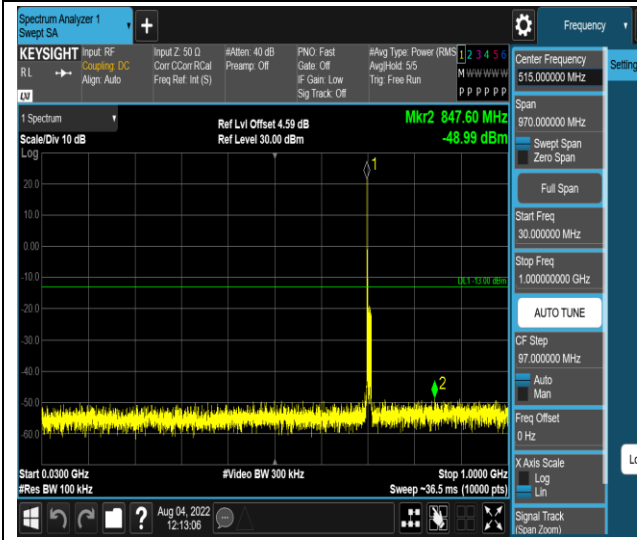 Spectrum Analyzer 1
Swept SA
Frequency
KEYSIGHT
RL
LXI
Input: RF
Coupling: DC
Align: Auto
Input Z: 50 Ω
Corr CCorr RCal
Freq Ref: Int (S)
#Atten: 40 dB
Preamp: Off
PNO: Fast
Gate: Off
IF Gain: Low
Sig Track: Off
#Avg Type: Power (RMS
Avg|Hold: 5/5
Trig: Free Run
1 2 3 4 5 6
M W W W W W
P P P P P P
1 Spectrum
Scale/Div 10 dB
Log
Ref Lvl Offset 4.59 dB
Ref Level 30.00 dBm
Mkr2 847.60 MHz
-48.99 dBm
1
20.0
10.0
0.00
-10.0
DL1 -13.00 dBm
-20.0
-30.0
-40.0
2
-50.0
-60.0
Start 0.0300 GHz
#Res BW 100 kHz
#Video BW 300 kHz
Stop 1.0000 GHz
Sweep ~36.5 ms (10000 pts)
?
Aug 04, 2022
12:13:06
Center Frequency
515.000000 MHz
Settings
Span
970.000000 MHz
Swept Span
Zero Span
Full Span
Start Freq
30.000000 MHz
Stop Freq
1.000000000 GHz
AUTO TUNE
CF Step
97.000000 MHz
Auto
Man
Freq Offset
0 Hz
X Axis Scale
Log
Lin
Lo
Signal Track
(Span Zoom)